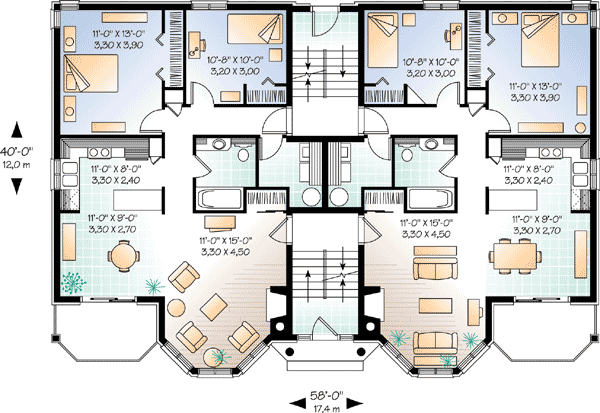 11'-0" X 13'-0"
3,30 X 3,90
10'-8" X 10'-0"
3,20 X 3,00
10'-8" X 10'-0"
3,20 X 3,00
11'-0" X 13'-0"
3,30 X 3,90
40'-0"
12,0 m
11'-0" X 8'-0"
3,30 X 2,40
11'-0" X 8'-0"
3,30 X 2,40
11'-0" X 9'-0"
3,30 X 2,70
11'-0" X 15'-0"
3,30 X 4,50
11'-0" X 15'-0"
3,30 X 4,50
11'-0" X 9'-0"
3,30 X 2,70
58'-0"
17,4 m